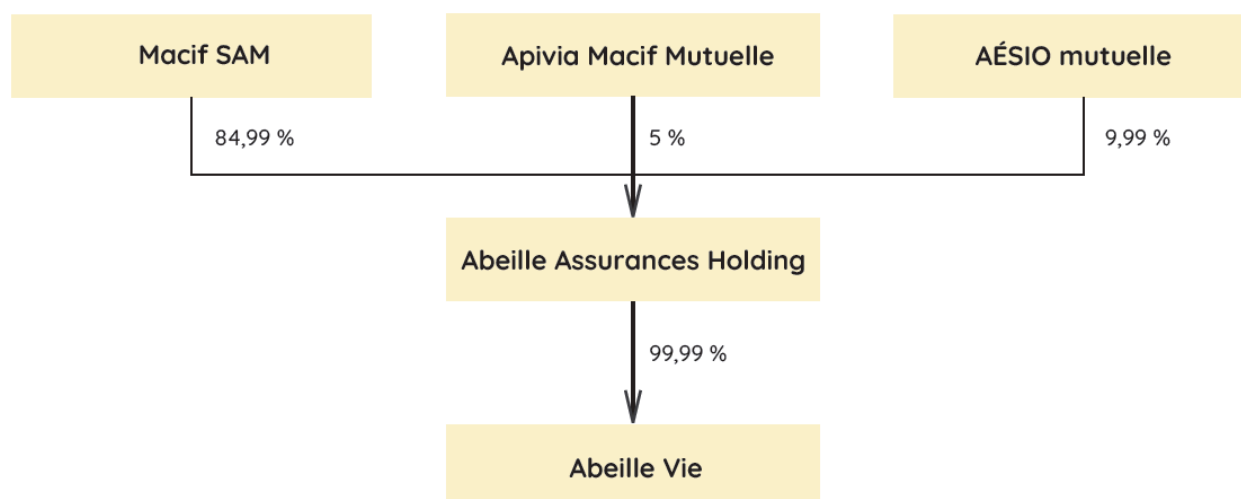 Macif SAM
Apivia Macif Mutuelle
AÉSIO mutuelle
84,99 %
5 %
9,99 %
Abeille Assurances Holding
99,99 %
Abeille Vie